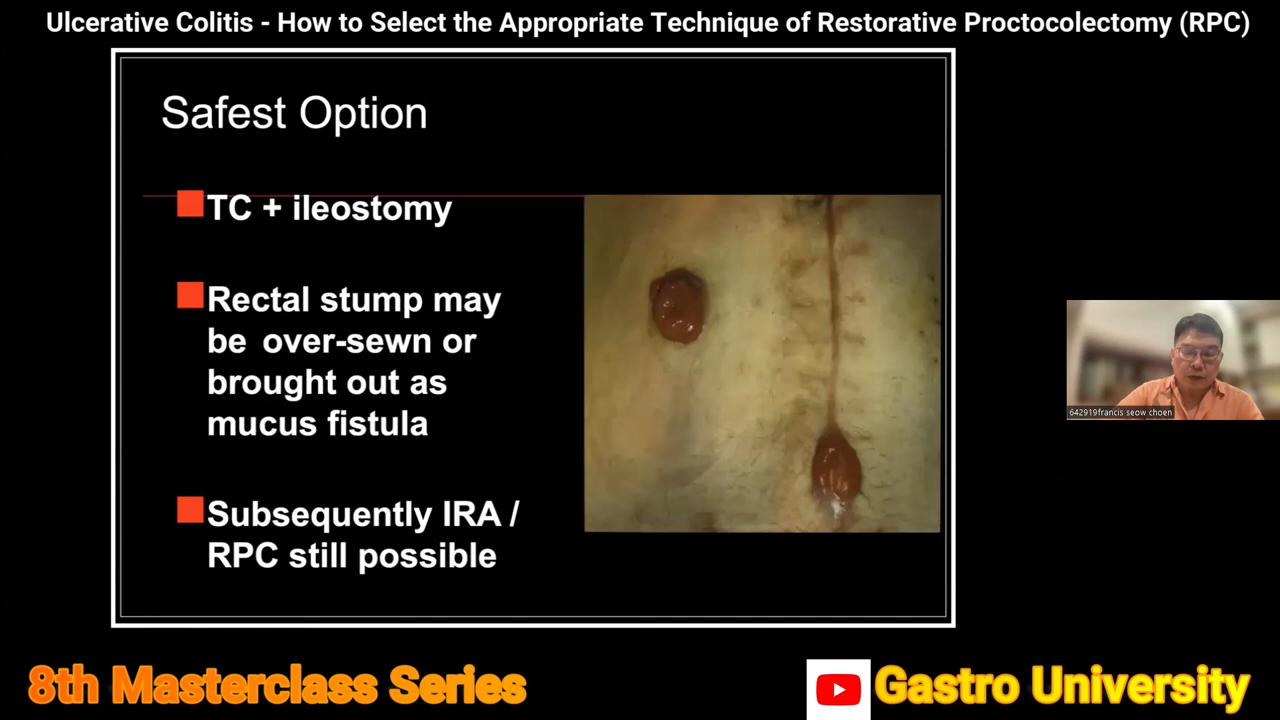 Ulcerative Colitis - How to Select the Appropriate Technique of Restorative Proctocolectomy (RPC)
Safest Option
TC + ileostomy
Rectal stump may
be over-sewn or
brought out as
mucus fistula
Subsequently IRA /
RPC still possible
642919francis seow choen
8th Masterclass Series
Gastro University